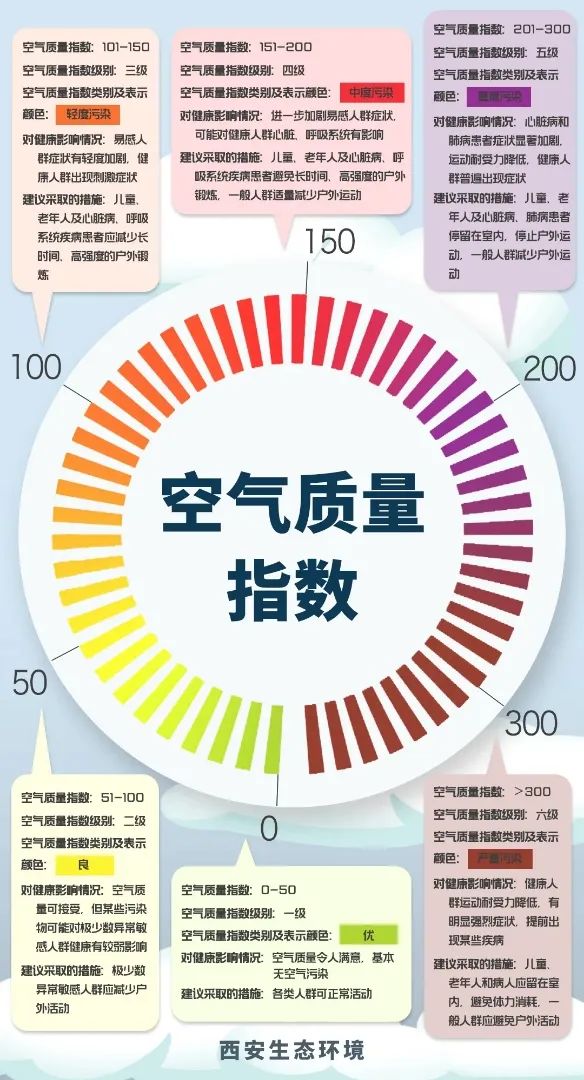 空气质量指数：101-150
空气质量指数级别：三级
空气质量指数类别及表示
颜色：轻度污染
对健康影响情况：易感人
群症状有轻度加剧，健
康人群出现刺激症状
建议采取的措施：儿童、
老年人及心脏病、呼吸
系统疾病患者应减少长
时间、高强度的户外锻
炼
空气质量指数：151-200
空气质量指数级别：四级
空气质量指数类别及表示颜色：中度污染
对健康影响情况：进一步加剧易感人群症状，
可能对健康人群心脏、呼吸系统有影响
建议采取的措施：儿童、老年人及心脏病、呼
吸系统疾病患者避免长时间、高强度的户外
锻炼，一般人群适量减少户外运动
空气质量指数：201-300
空气质量指数级别：五级
空气质量指数类别及表示
颜色：重度污染
对健康影响情况：心脏病和
肺病患者症状显著加剧，
运动耐受力降低，健康人
群普遍出现症状
建议采取的措施：儿童、老
年人及心脏病、肺病患者
停留在室内，停止户外运
动，一般人群减少户外运
动
150
100
200
空气质量
指数
50
300
0
空气质量指数：51-100
空气质量指数级别：二级
空气质量指数类别及表示
颜色：良
对健康影响情况：空气质
量可接受，但某些污染
物可能对极少数异常敏
感人群健康有较弱影响
建议采取的措施：极少数
异常敏感人群应减少户
外活动
空气质量指数：0-50
空气质量指数级别：一级
空气质量指数类别及表示颜色：优
对健康影响情况：空气质量令人满意，基本
无空气污染
建议采取的措施：各类人群可正常活动
空气质量指数：>300
空气质量指数级别：六级
空气质量指数类别及表示
颜色：严重污染
对健康影响情况：健康人
群运动耐受力降低，有
明显强烈症状，提前出
现某些疾病
建议采取的措施：儿童、
老年人和病人应留在室
内，避免体力消耗，一
般人群应避免户外活动
西安生态环境